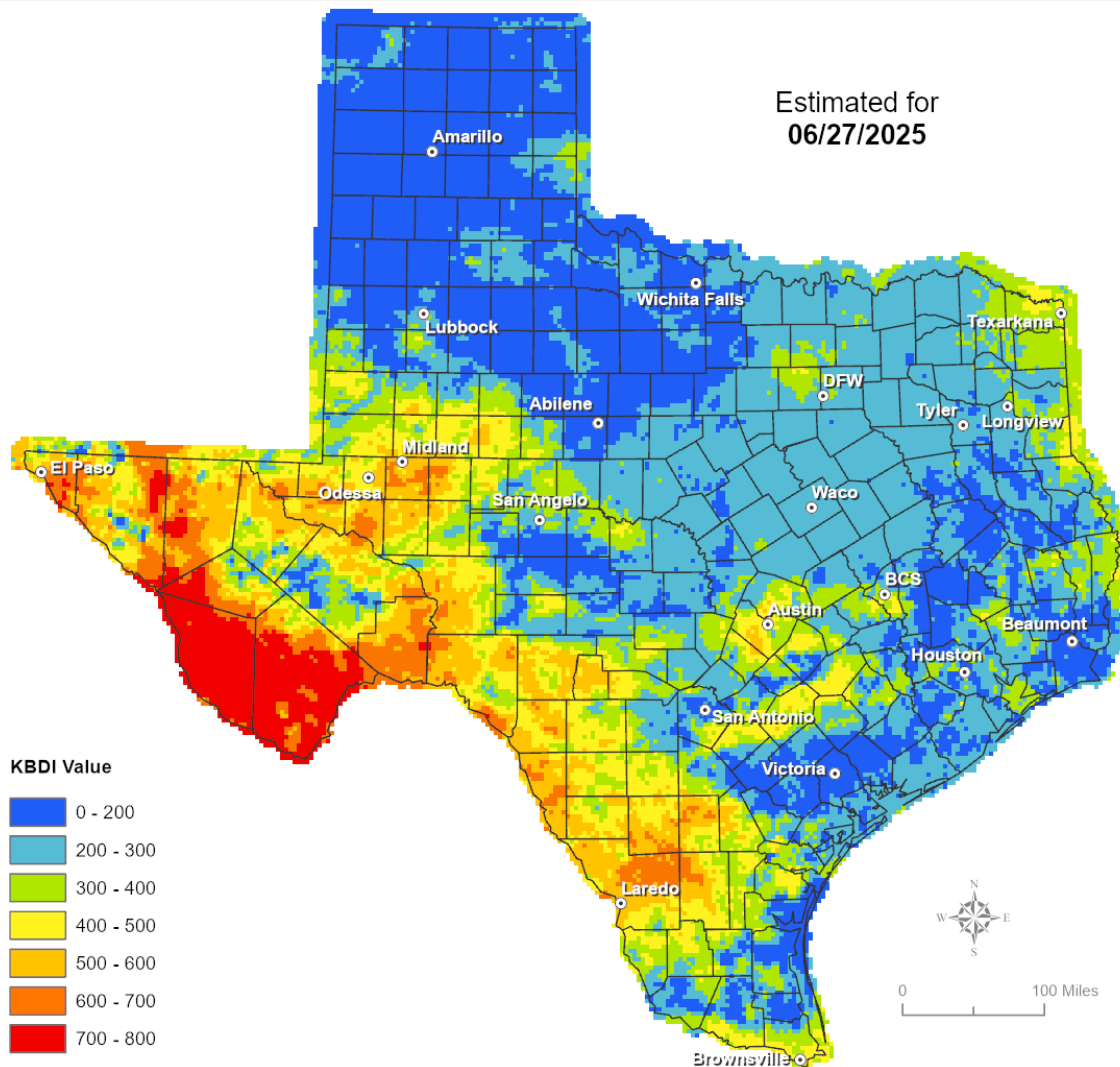 Estimated for
06/27/2025
Amarillo
Wichita Falls
Lubbock
Texarkana
DFW
Abilene
Tyler
Longview
Midland
El Paso
Odessa
San Angelo
Waco
BCS
Austin
Beaumont
Houston
San Antonio
Victoria
Laredo
Brownsville
KBDI Value
0 - 200
200 - 300
300 - 400
400 - 500
500 - 600
600 - 700
700 - 800
N
W E
S
0 100 Miles